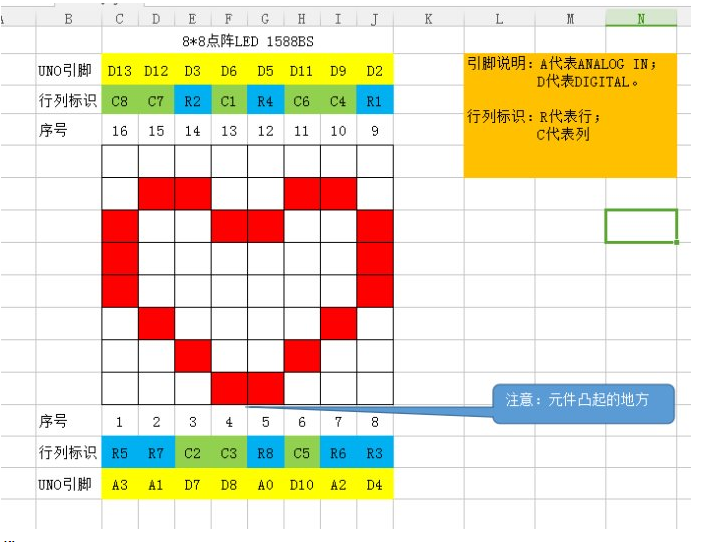 B C D E F G H I J K L M N
8*8点阵LED 1588BS
UNO引脚 D13 D12 D3 D6 D5 D11 D9 D2
行列标识 C8 C7 R2 C1 R4 C6 C4 R1
序号 16 15 14 13 12 11 10 9
引脚说明：A代表ANALOG IN；
D代表DIGITAL。
行列标识：R代表行；
C代表列
注意：元件凸起的地方
序号 1 2 3 4 5 6 7 8
行列标识 R5 R7 C2 C3 R8 C5 R6 R3
UNO引脚 A3 A1 D7 D8 A0 D10 A2 D4